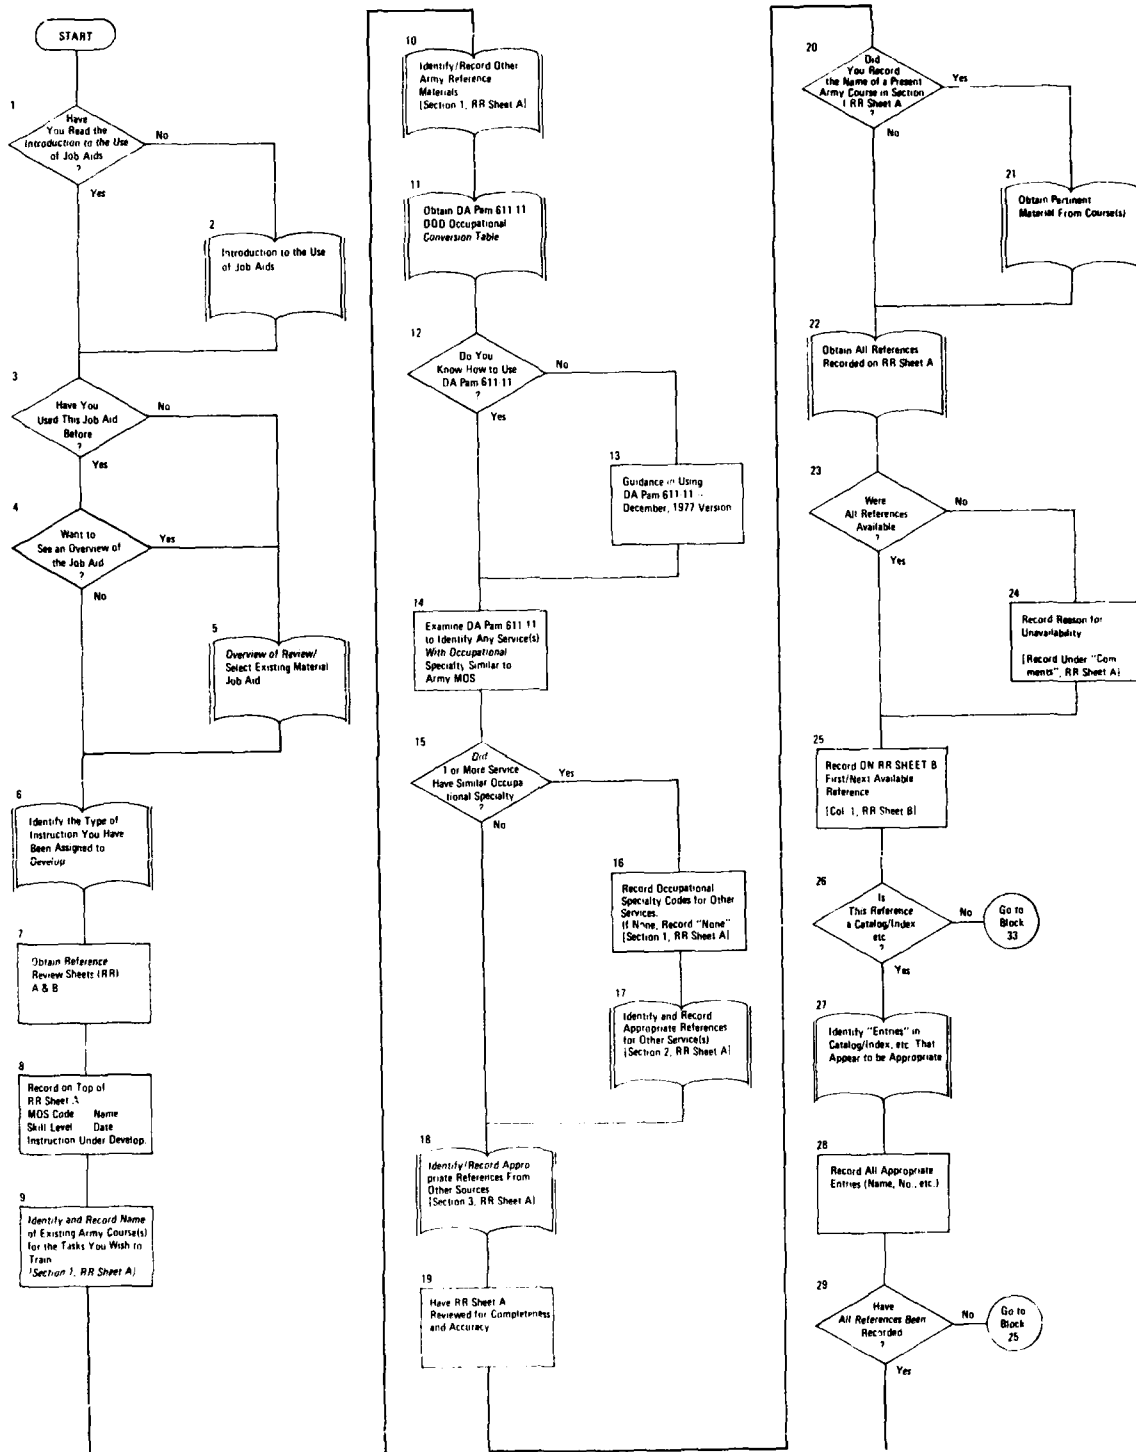 START
1
Have
You Read the
Introduction to the Use
of Job Aids
?
No
Yes
2
Introduction to the Use
of Job Aids
3
Have You
Used This Job Aid
Before
?
No
Yes
4
Want to
See an Overview of
the Job Aid
?
Yes
No
5
Overview of Review/
Select Existing Material
Job Aid
6
Identify the Type of
Instruction You Have
Been Assigned to
Develop
7
Obtain Reference
Review Sheets (RR)
A & B
8
Record on Top of
RR Sheet A
MOS Code Name
Skill Level Date
Instruction Under Develop.
9
Identify and Record Name
of Existing Army Course(s)
for the Tasks You Wish to
Train
[Section 1, RR Sheet A]
10
Identify/Record Other
Army Reference
Materials
[Section 1, RR Sheet A]
11
Obtain DA Pam 611-11
DOD Occupational
Conversion Table
12
Do You
Know How to Use
DA Pam 611-11
?
No
Yes
13
Guidance in Using
DA Pam 611-11 -
December, 1977 Version
14
Examine DA Pam 611-11
to Identify Any Service(s)
With Occupational
Specialty Similar to
Army MOS
15
Did
1 or More Service
Have Similar Occupa
tional Specialty
?
Yes
No
16
Record Occupational
Specialty Codes for Other
Services.
If None, Record "None"
[Section 1, RR Sheet A]
17
Identify and Record
Appropriate References
for Other Service(s)
[Section 2, RR Sheet A]
18
Identify/Record Appro
priate References From
Other Sources
[Section 3, RR Sheet A]
19
Have RR Sheet A
Reviewed for Completeness
and Accuracy
20
Did
You Record
the Name of a Present
Army Course in Section
1 RR Sheet A
?
Yes
No
21
Obtain Pertinent
Material From Course(s)
22
Obtain All References
Recorded on RR Sheet A
23
Were
All References
Available
?
No
Yes
24
Record Reason for
Unavailability
[Record Under "Com
ments", RR Sheet A]
25
Record ON RR SHEET B
First/Next Available
Reference
[Col. 1, RR Sheet B]
26
Is
This Reference
a Catalog/Index
etc
?
No
Go to
Block
33
Yes
27
Identify "Entries" in
Catalog/Index, etc. That
Appear to be Appropriate
28
Record All Appropriate
Entries (Name, No., etc.)
29
Have
All References Been
Recorded
?
No
Go to
Block
25
Yes